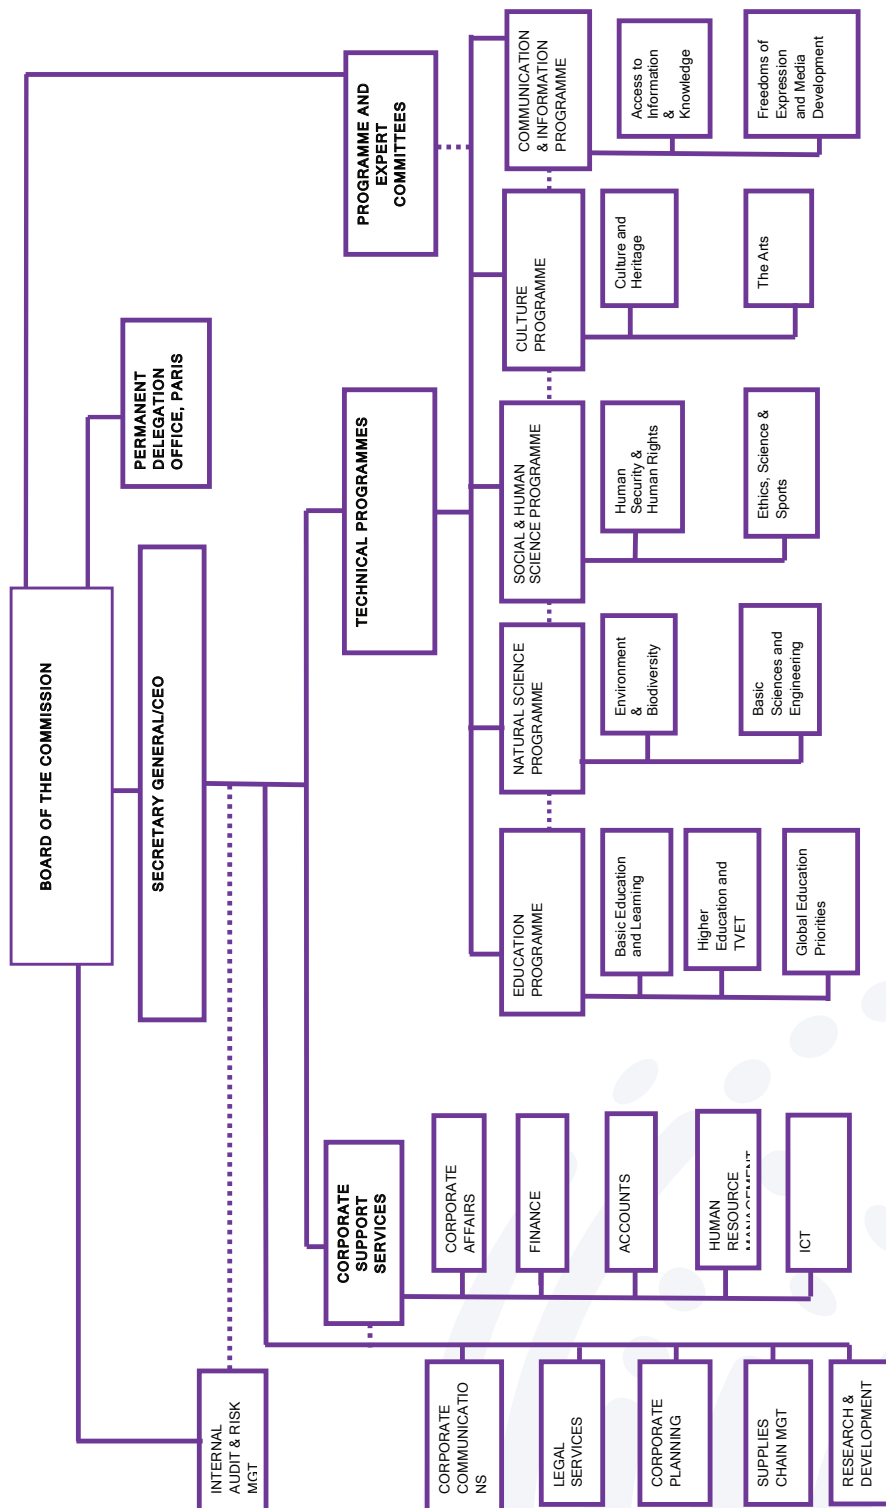 BOARD OF THE COMMISSION
SECRETARY GENERAL/CEO
PERMANENT
DELEGATION
OFFICE, PARIS
INTERNAL
AUDIT & RISK
MGT
CORPORATE
SUPPORT
SERVICES
TECHNICAL PROGRAMMES
PROGRAMME AND
EXPERT
COMMITTEES
CORPORATE
COMMUNICATIO
NS
LEGAL
SERVICES
CORPORATE
PLANNING
SUPPLIES
CHAIN MGT
RESEARCH &
DEVELOPMENT
CORPORATE
AFFAIRS
FINANCE
ACCOUNTS
HUMAN
RESOURCE
MANAGEMENT
ICT
EDUCATION
PROGRAMME
Basic Education
and Learning
Higher
Education and
TVET
Global Education
Priorities
NATURAL SCIENCE
PROGRAMME
Environment
&
Biodiversity
Basic
Sciences and
Engineering
SOCIAL & HUMAN
SCIENCE PROGRAMME
Human
Security &
Human Rights
Ethics, Science &
Sports
CULTURE
PROGRAMME
Culture and
Heritage
The Arts
COMMUNICATION
& INFORMATION
PROGRAMME
Access to
Information
&
Knowledge
Freedoms of
Expression
and Media
Development